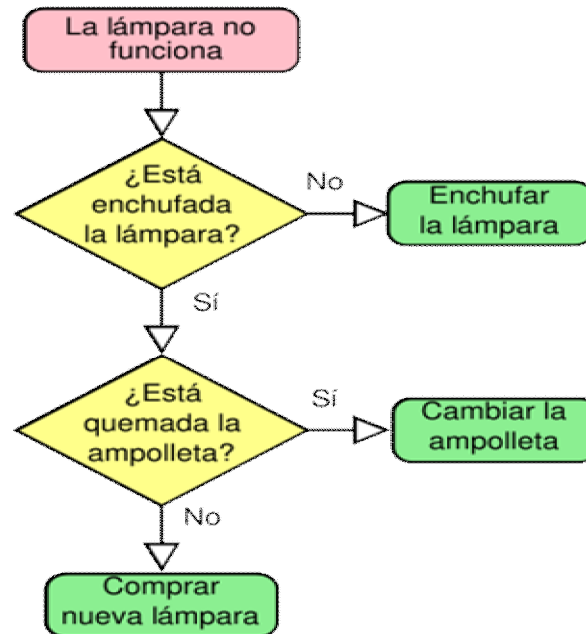 La lámpara no
funciona
¿Está
enchufada
la lámpara?
No
Enchufar
la lámpara
Sí
¿Está
quemada la
ampolleta?
Sí
Cambiar la
ampolleta
No
Comprar
nueva lámpara